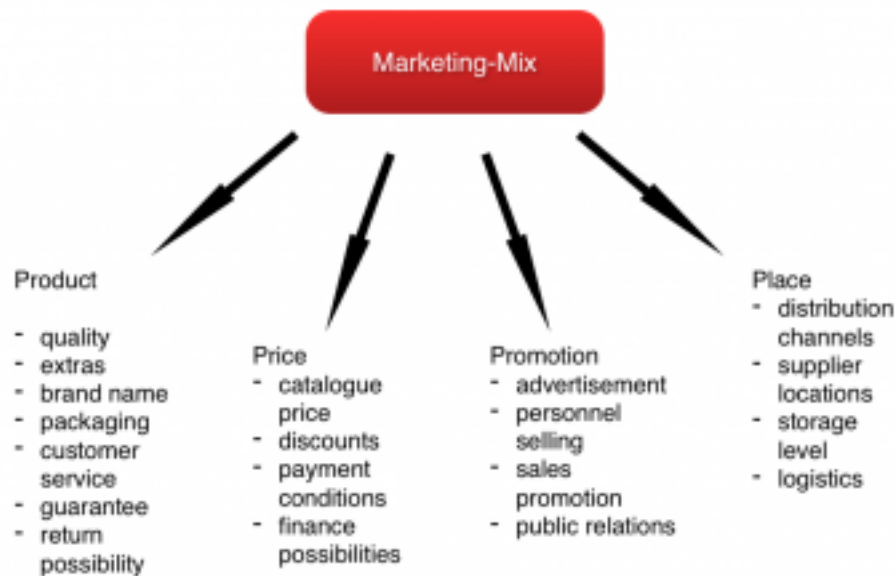 Marketing-Mix
Product
- quality
- extras
- brand name
- packaging
- customer
service
- guarantee
- return
possibility
Price
- catalogue
price
- discounts
- payment
conditions
- finance
possibilities
Promotion
- advertisement
- personnel
selling
- sales
promotion
- public relations
Place
- distribution
channels
- supplier
locations
- storage
level
- logistics